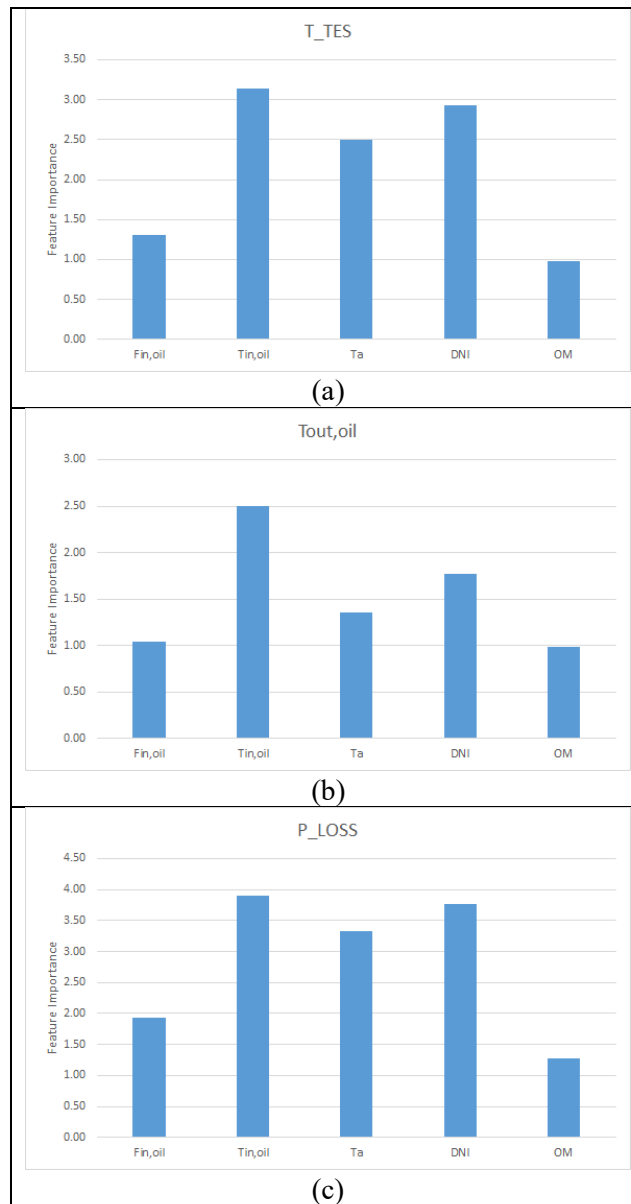 T_TES
3.50
3.00
2.50
2.00
1.50
1.00
0.50
0.00
Feature Importance
Fin,oil Tin,oil Ta DNI OM
(a)
Tout,oil
3.00
2.50
2.00
1.50
1.00
0.50
0.00
Feature Importance
Fin,oil Tin,oil Ta DNI OM
(b)
P_LOSS
4.50
4.00
3.50
3.00
2.50
2.00
1.50
1.00
0.50
0.00
Feature Importance
Fin,oil Tin,oil Ta DNI OM
(c)